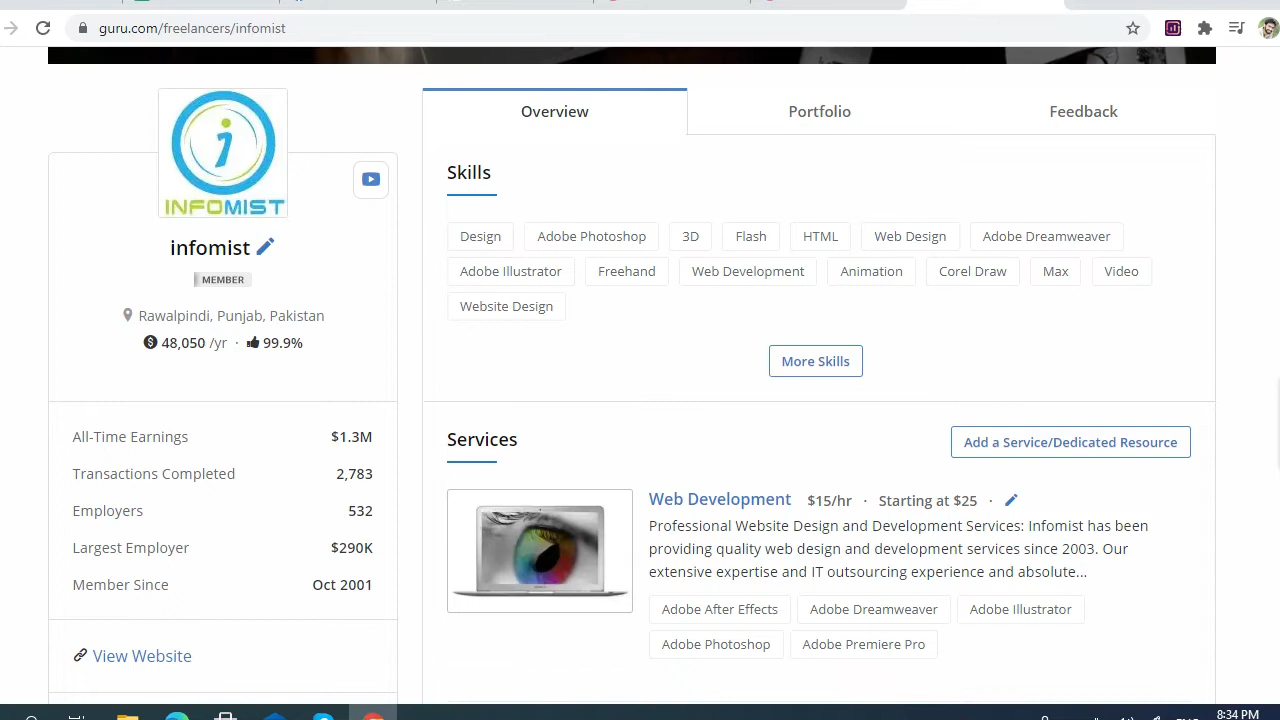 guru.com/freelancers/infomist
INFOMIST
infomist
MEMBER
Rawalpindi, Punjab, Pakistan
48,050 /yr · 99.9%
All-Time Earnings $1.3M
Transactions Completed 2,783
Employers 532
Largest Employer $290K
Member Since Oct 2001
View Website
Overview Portfolio Feedback
Skills
Design Adobe Photoshop 3D Flash HTML Web Design Adobe Dreamweaver
Adobe Illustrator Freehand Web Development Animation Corel Draw Max Video
Website Design
More Skills
Services Add a Service/Dedicated Resource
Web Development $15/hr · Starting at $25 ·
Professional Website Design and Development Services: Infomist has been
providing quality web design and development services since 2003. Our
extensive expertise and IT outsourcing experience and absolute...
Adobe After Effects Adobe Dreamweaver Adobe Illustrator
Adobe Photoshop Adobe Premiere Pro
8:34 PM